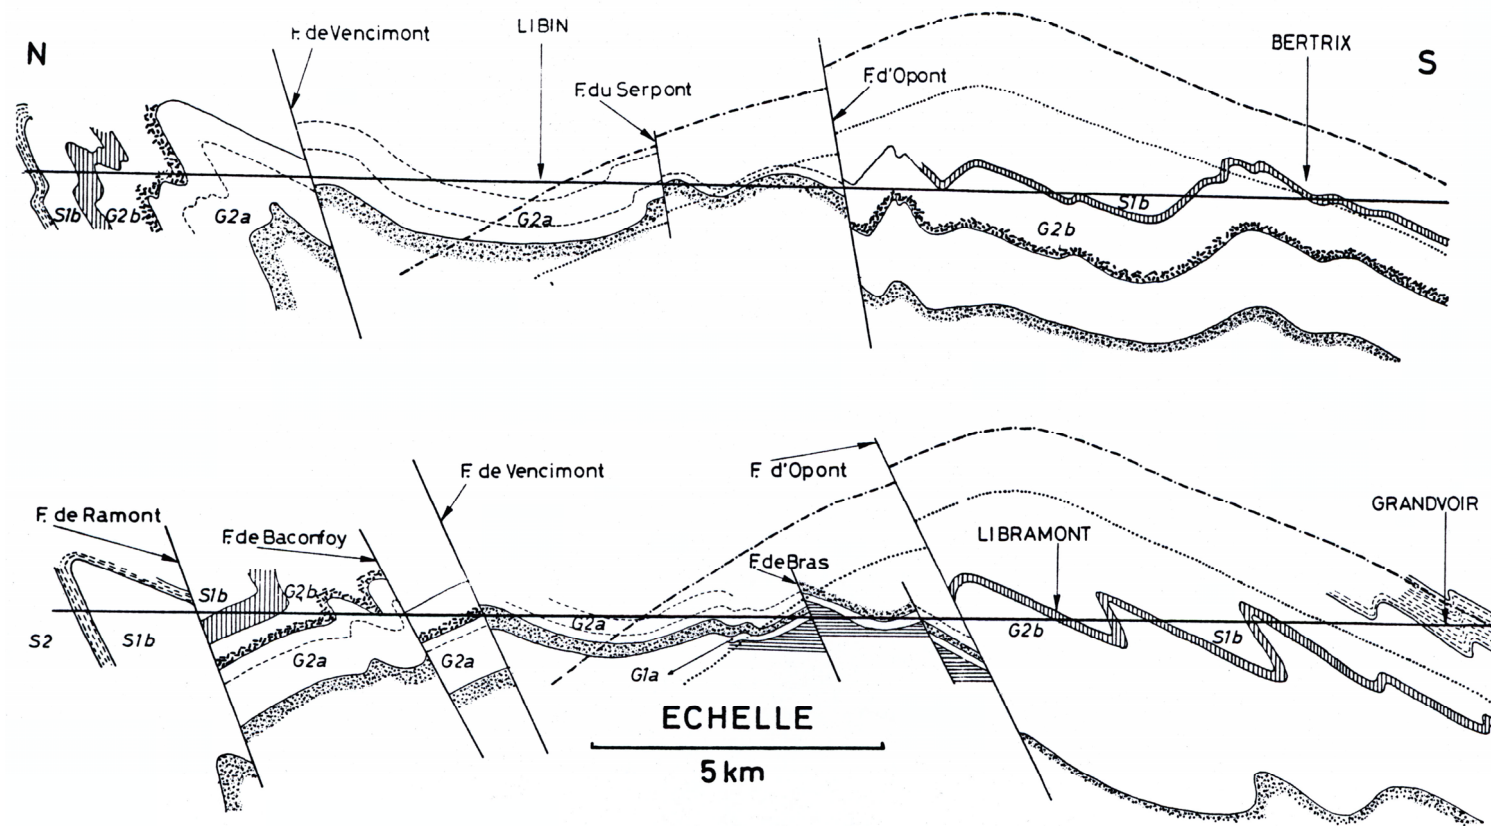 N
F. de Vencimont
LIBIN
F. du Serpont
F. d'Opont
BERTRIX
S
S1b
G2b
G2a
G2a
S1b
G2b
F. de Ramont
F. de Baconfoy
F. de Vencimont
F. d'Opont
F. de Bras
LIBRAMONT
GRANDVOIR
S2
S1b
S1b
G2b
G2a
G2a
G2a
G1a
G2b
S1b
ECHELLE
5 km